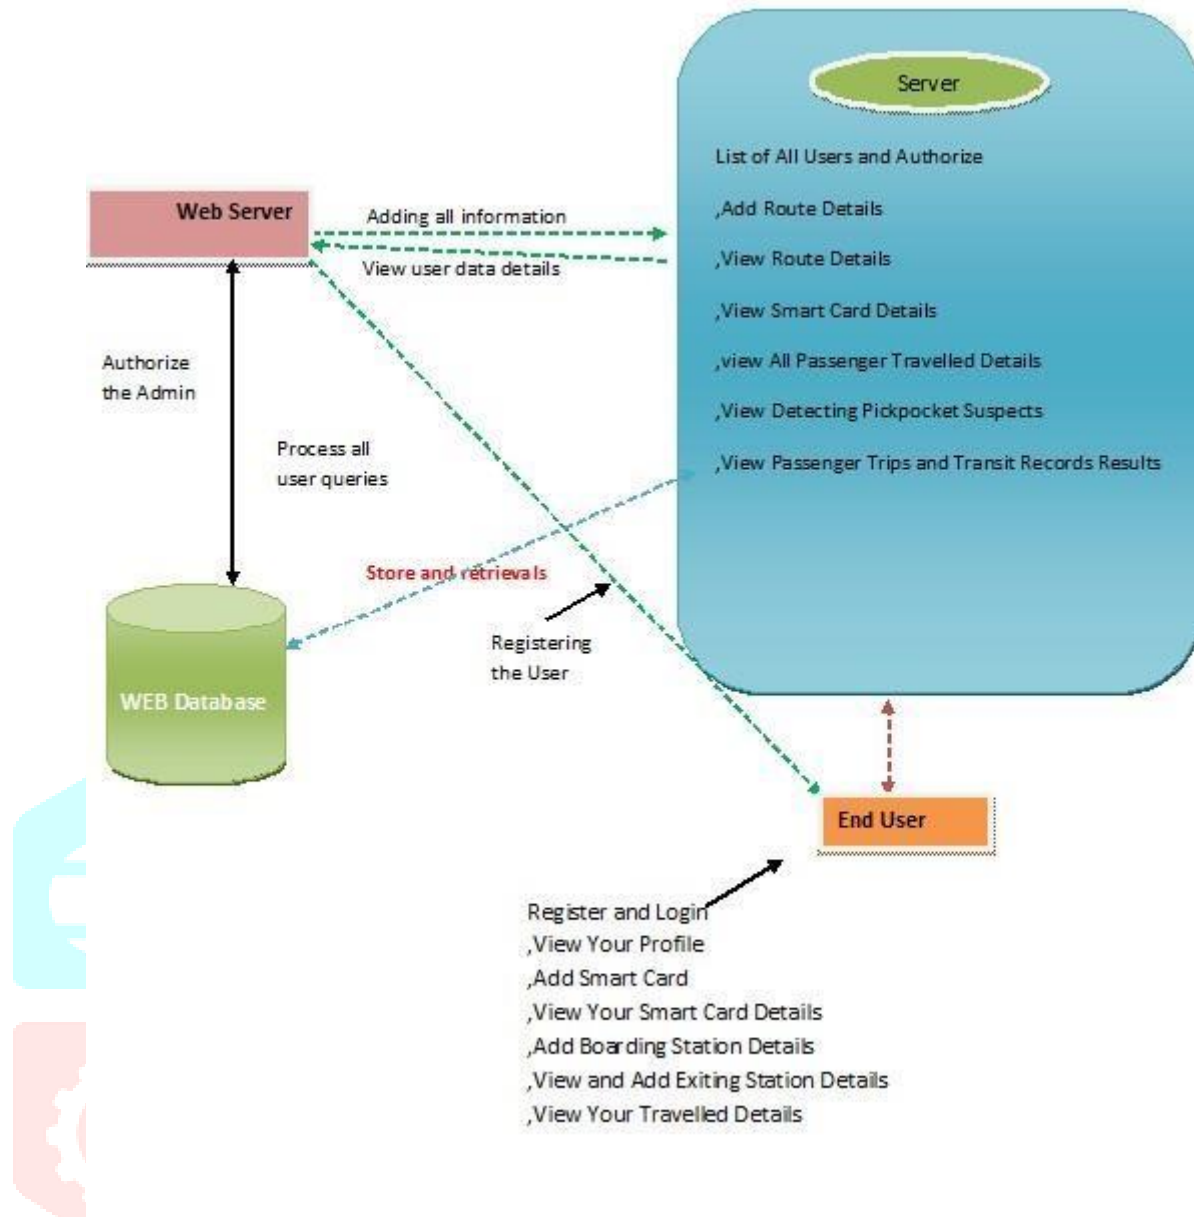 Server
List of All Users and Authorize
,Add Route Details
,View Route Details
,View Smart Card Details
,view All Passenger Travelled Details
,View Detecting Pickpocket Suspects
,View Passenger Trips and Transit Records Results
Web Server
Adding all information
View user data details
Authorize
the Admin
Process all
user queries
Store and retrievals
Registering
the User
WEB Database
End User
Register and Login
,View Your Profile
,Add Smart Card
,View Your Smart Card Details
,Add Boarding Station Details
,View and Add Exiting Station Details
,View Your Travelled Details